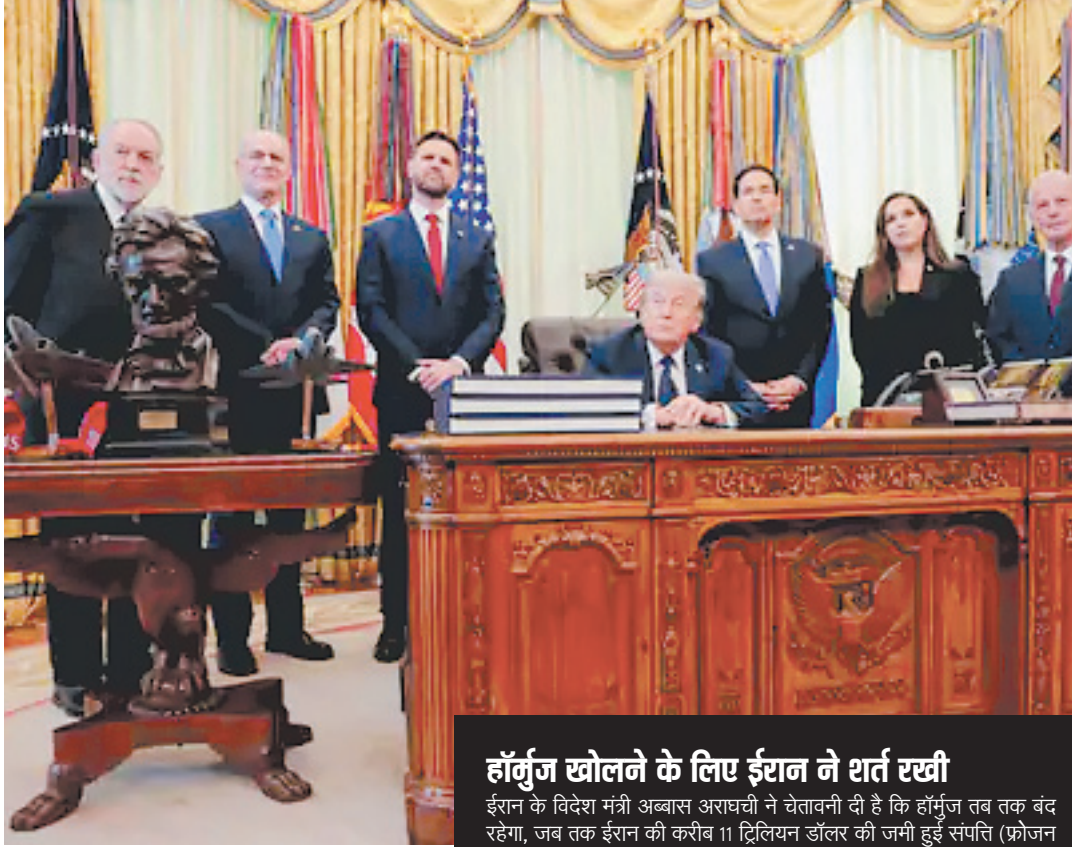 हॉर्मुज खोलने के लिए ईरान ने शर्त रखी
ईरान के विदेश मंत्री अब्बास अराघची ने चेतावनी दी है कि हॉर्मुज तब तक बंद
रहेगा, जब तक ईरान की करीब 11 ट्रिलियन डॉलर की जमी हुई संपत्ति (फ्रोजन